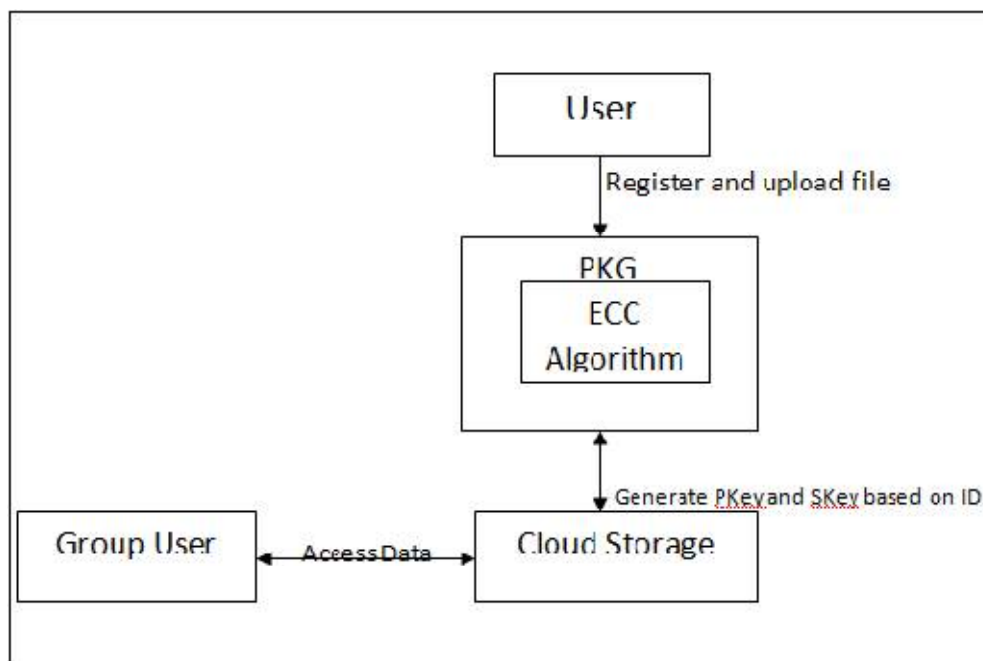 User
Register and upload file
PKG
ECC
Algorithm
Generate PKey and SKey based on ID
Group User
AccessData
Cloud Storage